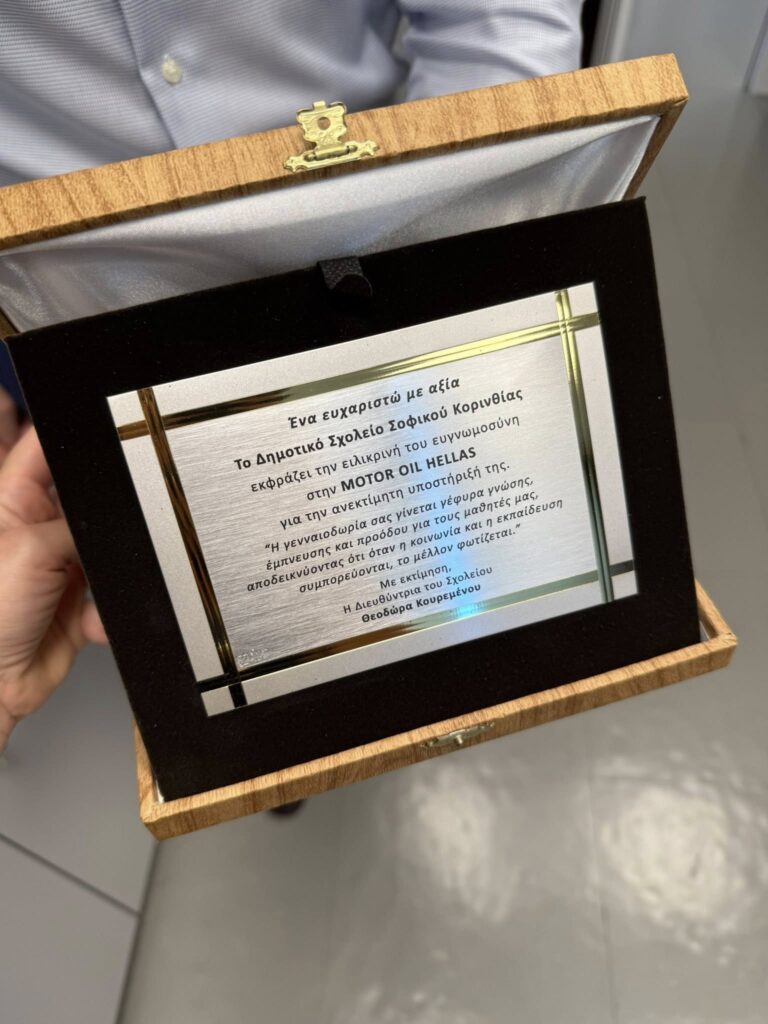 Ένα ευχαριστώ με αξία
Το Δημοτικό Σχολείο Σοφικού Κορινθίας
εκφράζει την ειλικρινή του ευγνωμοσύνη
στην MOTOR OIL HELLAS
για την ανεκτίμητη υποστήριξή της.
“Η γενναιοδωρία σας γίνεται γέφυρα γνώσης,
έμπνευσης και προόδου για τους μαθητές μας,
αποδεικνύοντας ότι όταν η κοινωνία και η εκπαίδευση
συμπορεύονται, το μέλλον φωτίζεται.”
Με εκτίμηση,
Η Διευθύντρια του Σχολείου
Θεοδώρα Κουρεμένου